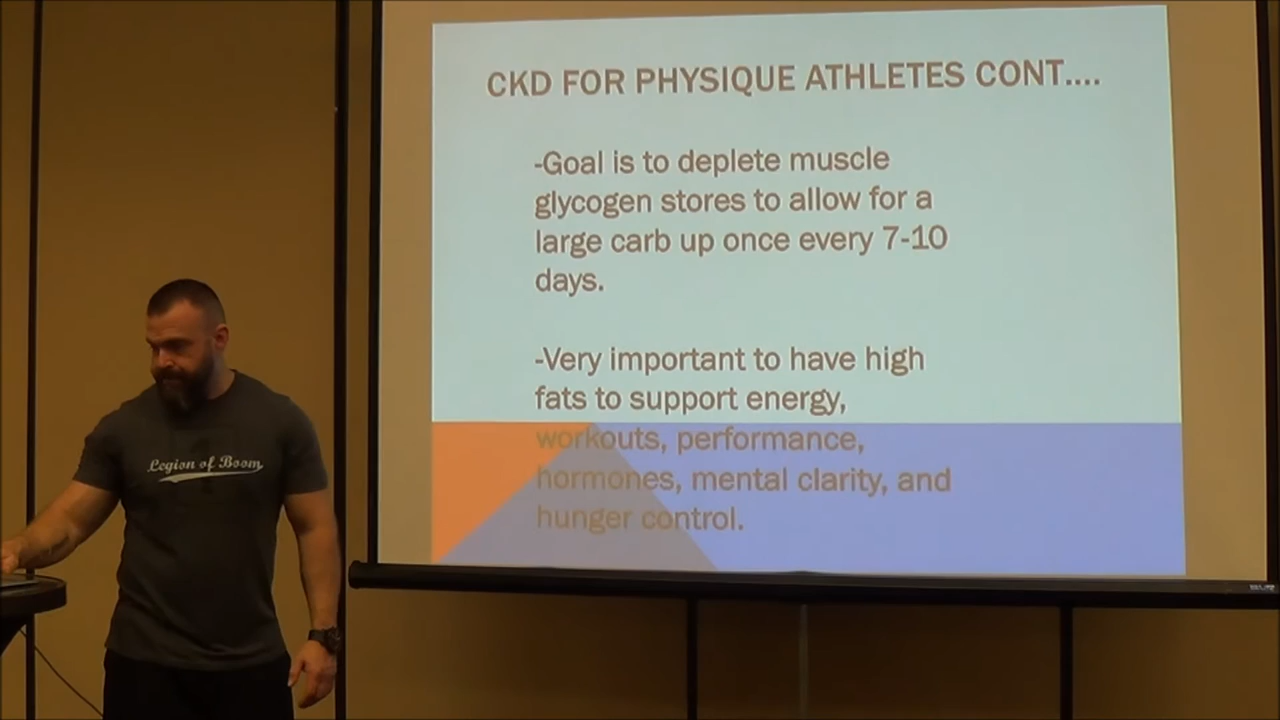 CKD FOR PHYSIQUE ATHLETES CONT....
-Goal is to deplete muscle
glycogen stores to allow for a
large carb up once every 7-10
days.
-Very important to have high
fats to support energy,
workouts, performance,
hormones, mental clarity, and
hunger control.
Legion of Boom